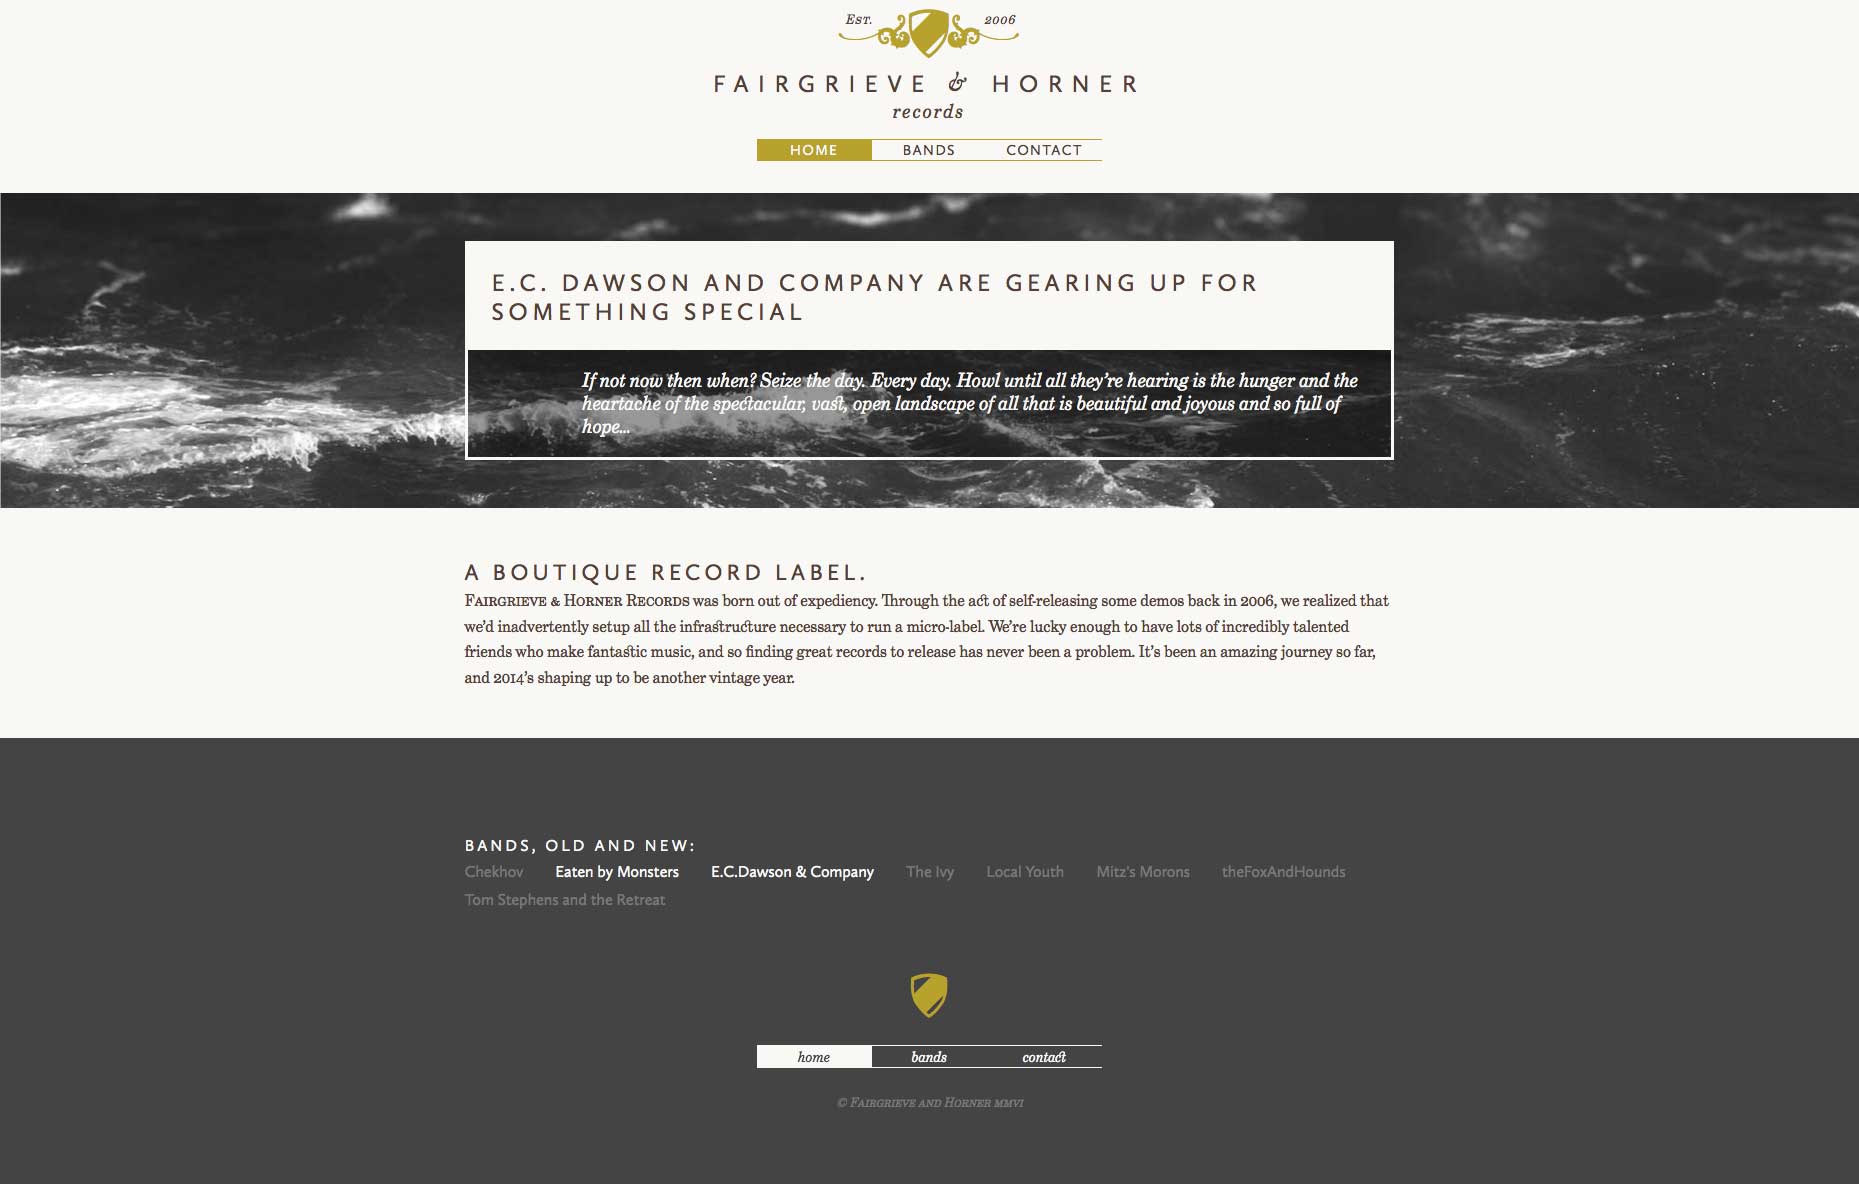 Est. 2006
FAIRGRIEVE & HORNER
records
HOME BANDS CONTACT
E.C. DAWSON AND COMPANY ARE GEARING UP FOR
SOMETHING SPECIAL
If not now then when? Seize the day. Every day. Howl until all they’re hearing is the hunger and the
heartache of the spectacular, vast, open landscape of all that is beautiful and joyous and so full of
hope...
A BOUTIQUE RECORD LABEL.
Fairgrieve & Horner Records was born out of expediency. Through the act of self-releasing some demos back in 2006, we realized that
we’d inadvertently setup all the infrastructure necessary to run a micro-label. We’re lucky enough to have lots of incredibly talented
friends who make fantastic music, and so finding great records to release has never been a problem. It’s been an amazing journey so far,
and 2014’s shaping up to be another vintage year.
BANDS, OLD AND NEW:
Chekhov Eaten by Monsters E.C.Dawson & Company The Ivy Local Youth Mitz's Morons theFoxAndHounds
Tom Stephens and the Retreat
home bands contact
© Fairgrieve and Horner mmvi